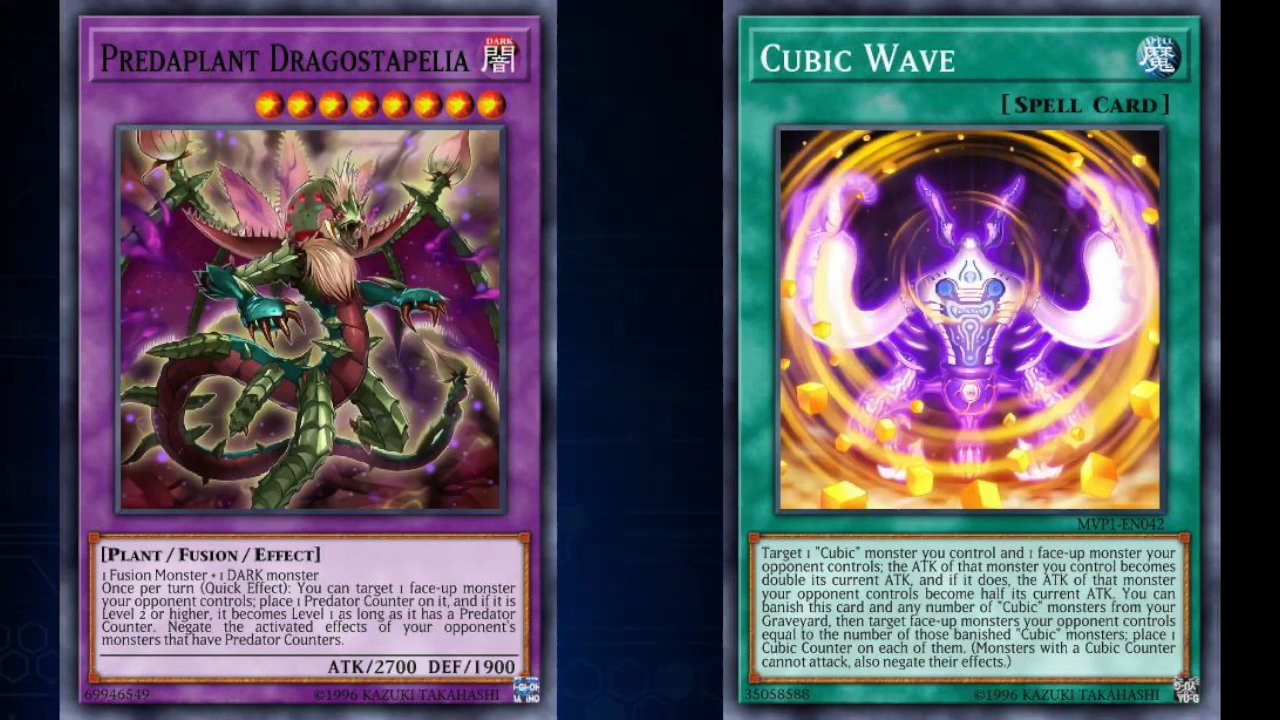 PREDAPLANT DRAGOSTAPELIA
DARK
闇
[PLANT / FUSION / EFFECT]
1 Fusion Monster + 1 DARK monster
Once per turn (Quick Effect): You can target 1 face-up monster
your opponent controls; place 1 Predator Counter on it, and if it is
Level 2 or higher, it becomes Level 1 as long as it has a Predator
Counter. Negate the activated effects of your opponent's
monsters that have Predator Counters.
ATK/2700 DEF/1900
69946549
©1996 KAZUKI TAKAHASHI
CUBIC WAVE
魔
[SPELL CARD]
MVP1-EN042
Target 1 "Cubic" monster you control and 1 face-up monster your
opponent controls; the ATK of that monster you control becomes
double its current ATK, and if it does, the ATK of that monster
your opponent controls become half its current ATK. You can
banish this card and any number of "Cubic" monsters from your
Graveyard, then target face-up monsters your opponent controls
equal to the number of those banished "Cubic" monsters; place 1
Cubic Counter on each of them. (Monsters with a Cubic Counter
cannot attack, also negate their effects.)
35058588
©1996 KAZUKI TAKAHASHI